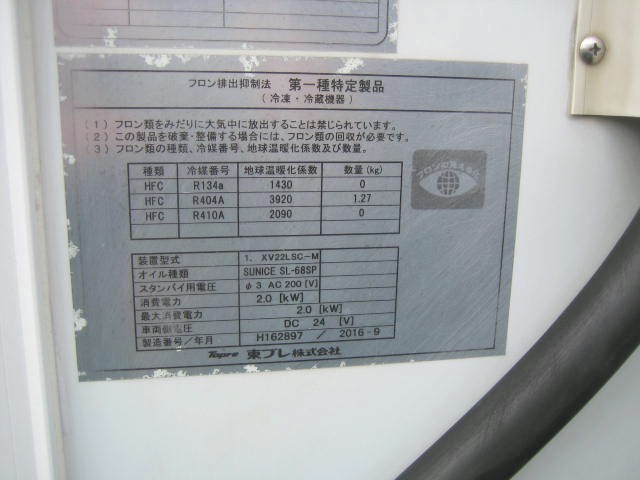 フロン排出抑制法 第一種特定製品
（冷凍・冷蔵機器）
（1）フロン類をみだりに大気中に放出することは禁じられています。
（2）この製品を破棄・整備する場合には、フロン類の回収が必要です。
（3）フロン類の種類、冷媒番号、地球温暖化係数及び数量。
種類 冷媒番号 地球温暖化係数 数量(kg)
HFC R134a 1430 0
HFC R404A 3920 1.27
HFC R410A 2090 0
フロンの見える化
装置型式 1. XV22LSC-M
オイル種類 SUNICE SL-68SP
スタンバイ用電圧 φ3 AC 200 [V]
消費電力 2.0 [kW]
最大消費電力 2.0 [kW]
車両側電圧 DC 24 [V]
製造番号／年月 H162897 ／ 2016-9
Topre 東プレ株式会社